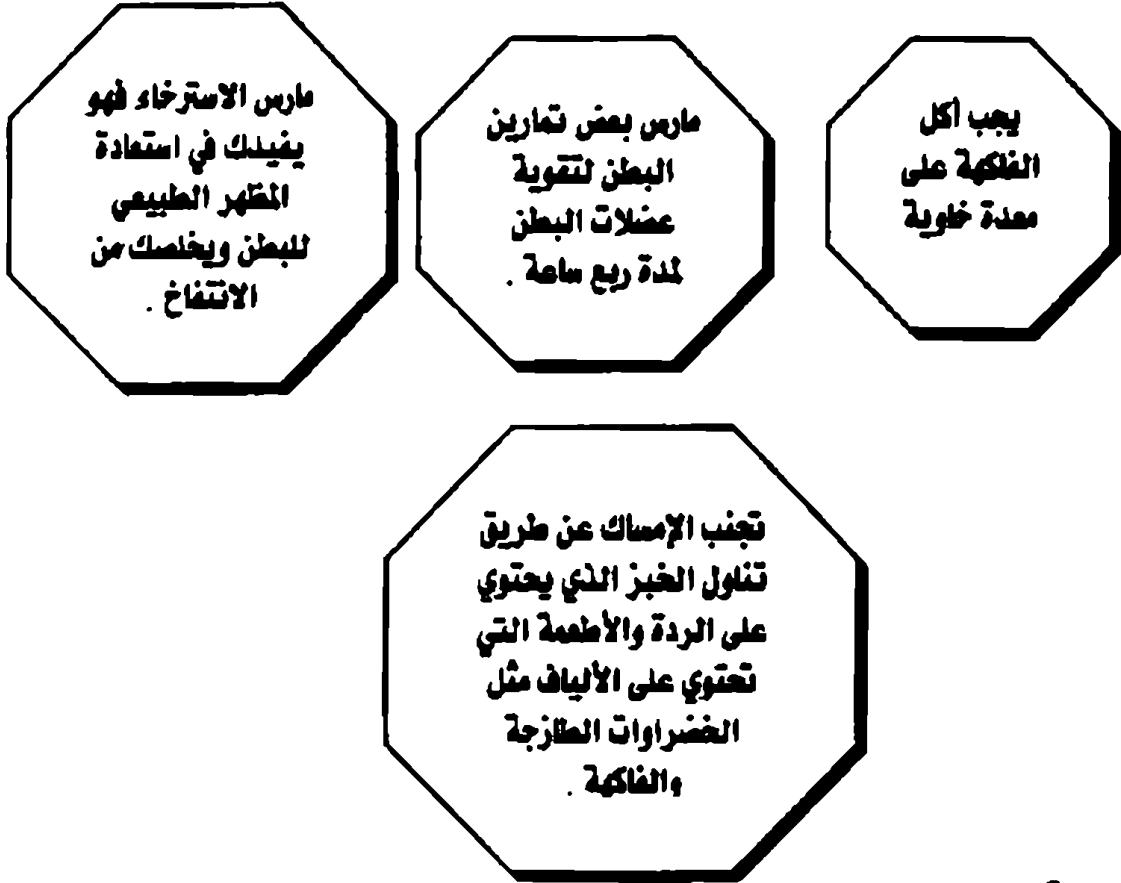 يجب أكل
الفاكهة على
معدة خاوية
مارس بعض تمارين
البطن لتقوية
عضلات البطن
لمدة ربع ساعة .
مارس الاسترخاء فهو
يفيدك في استعادة
المظهر الطبيعي
للبطن ويخلصك من
الانتفاخ .
تجنب الإمساك عن طريق
تناول الخبز الذي يحتوي
على الردة والأطعمة التي
تحتوي على الألياف مثل
الخضراوات الطازجة
والفاكهة .